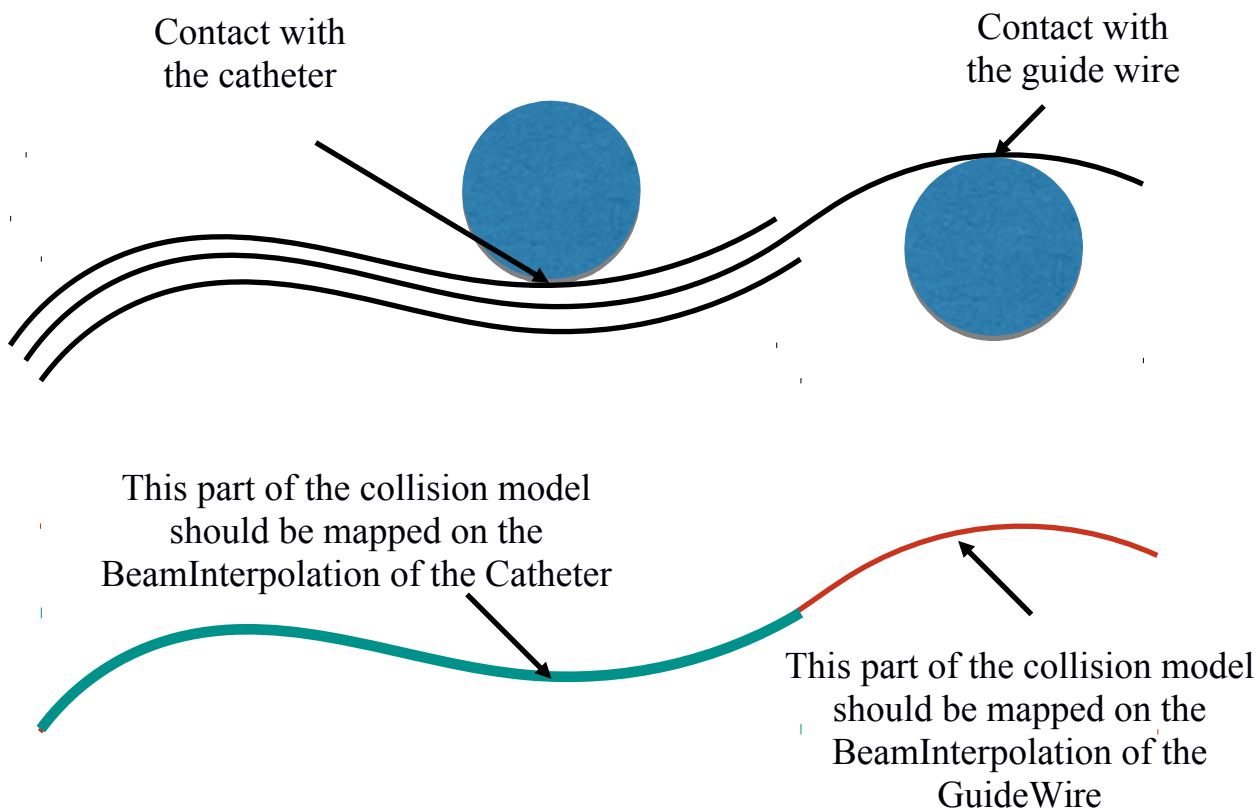 Contact with
the catheter
Contact with
the guide wire
This part of the collision model
should be mapped on the
BeamInterpolation of the Catheter
This part of the collision model
should be mapped on the
BeamInterpolation of the
GuideWire